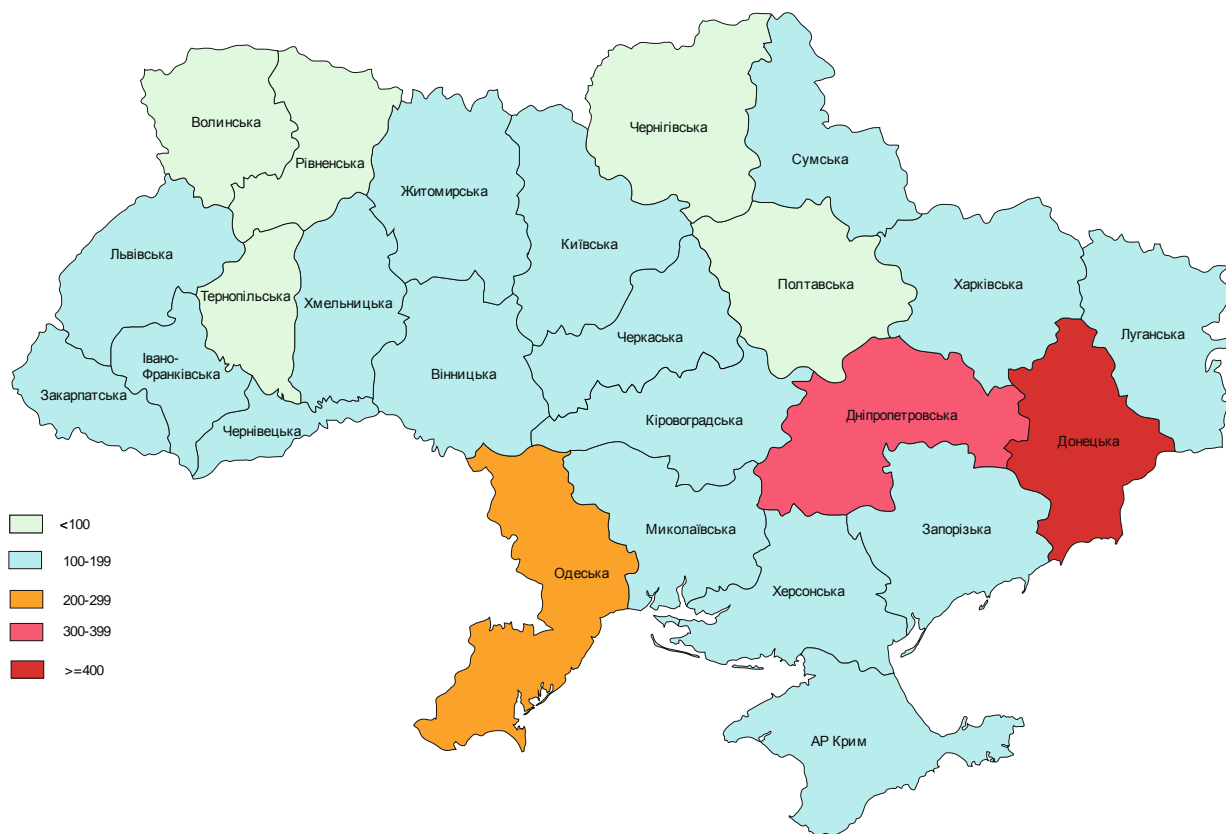 Волинська
Рівненська
Чернігівська
Сумська
Житомирська
Київська
Львівська
Тернопільська
Хмельницька
Полтавська
Харківська
Луганська
Черкаська
Івано-
Франківська
Вінницька
Закарпатська
Чернівецька
Кіровоградська
Дніпропетровська
Донецька
Миколаївська
Запорізька
Одеська
Херсонська
АР Крим
<100
100-199
200-299
300-399
>=400